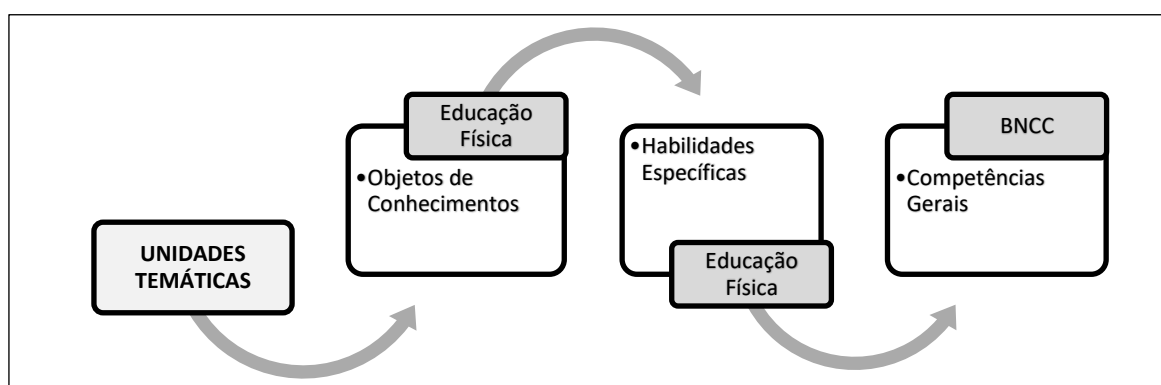 UNIDADES
TEMÁTICAS
Educação
Física
•Objetos de
Conhecimentos
•Habilidades
Específicas
Educação
Física
BNCC
•Competências
Gerais